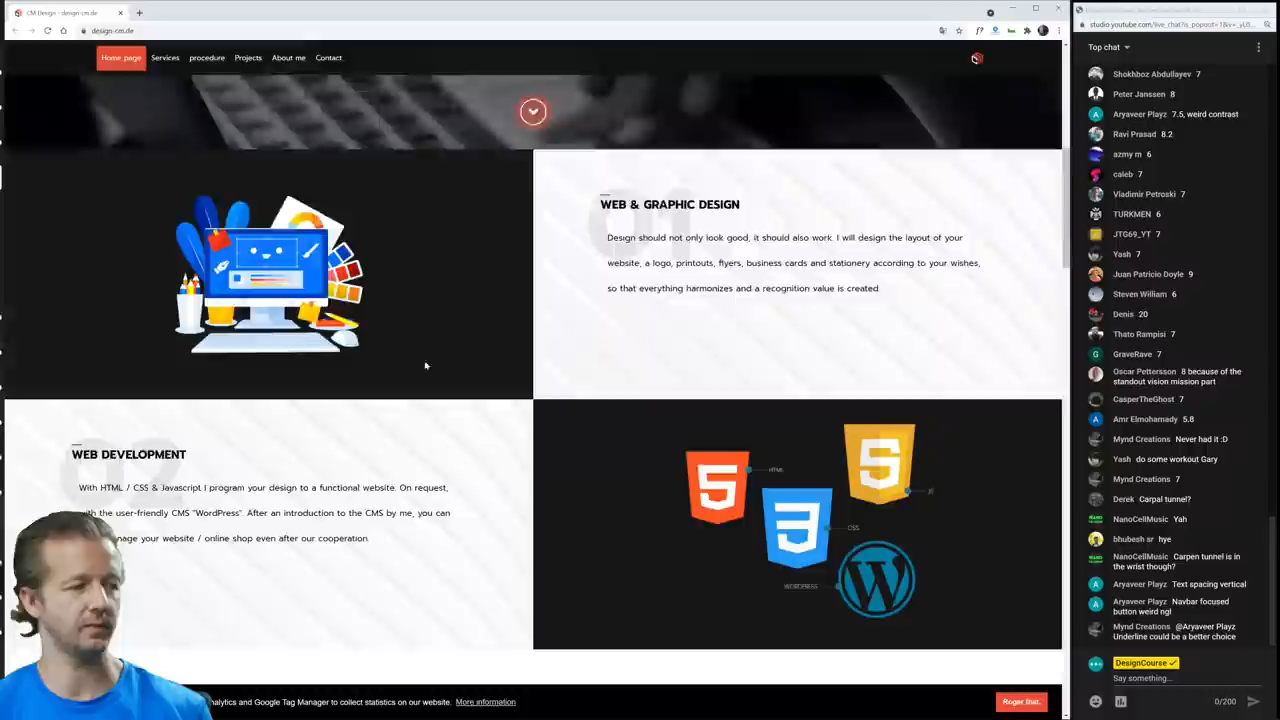 CM Design - design-cm.de
design-cm.de
studio.youtube.com/live_chat?is_popout=1&v=_yUS...
Home page Services procedure Projects About me Contact
WEB & GRAPHIC DESIGN
Design should not only look good, it should also work. I will design the layout of your
website, a logo, printouts, flyers, business cards and stationery according to your wishes,
so that everything harmonizes and a recognition value is created.
WEB DEVELOPMENT
With HTML / CSS & Javascript I program your design to a functional website. On request,
the user-friendly CMS "WordPress". After an introduction to the CMS by me, you can
your website / online shop even after our cooperation.
HTML
CSS
WORDPRESS
analytics and Google Tag Manager to collect statistics on our website. More information
Roger that.
Top chat
Shokhboz Abdullayev 7
Peter Janssen 8
Aryaveer Playz 7.5, weird contrast
Ravi Prasad 8.2
azmy m 6
caleb 7
Vladimir Petroski 7
TURKMEN 6
JTG69_YT 7
Yash 7
Juan Patricio Doyle 9
Steven William 6
Denis 20
Thato Rampisi 7
GraveRave 7
Oscar Pettersson 8 because of the
standout vision mission part
CasperTheGhost 7
Amr Elmohamady 5.8
Mynd Creations Never had it :D
Yash do some workout Gary
Mynd Creations 7
Derek Carpal tunnel?
NanoCellMusic Yah
bhubesh sr hye
NanoCellMusic Carpen tunnel is in
the wrist though?
Aryaveer Playz Text spacing vertical
Aryaveer Playz Navbar focused
button weird ngl
Mynd Creations @Aryaveer Playz
Underline could be a better choice
DesignCourse
Say something...
0/200